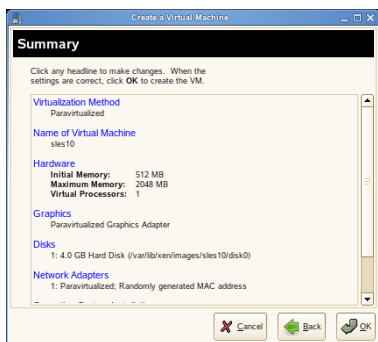 Create a Virtual Machine
Summary
Click any headline to make changes. When the
settings are correct, click OK to create the VM.
Virtualization Method
Paravirtualized
Name of Virtual Machine
sles10
Hardware
Initial Memory: 512 MB
Maximum Memory: 2048 MB
Virtual Processors: 1
Graphics
Paravirtualized Graphics Adapter
Disks
1: 4.0 GB Hard Disk (/var/lib/xen/images/sles10/disk0)
Network Adapters
1: Paravirtualized; Randomly generated MAC address
Cancel
Back
OK